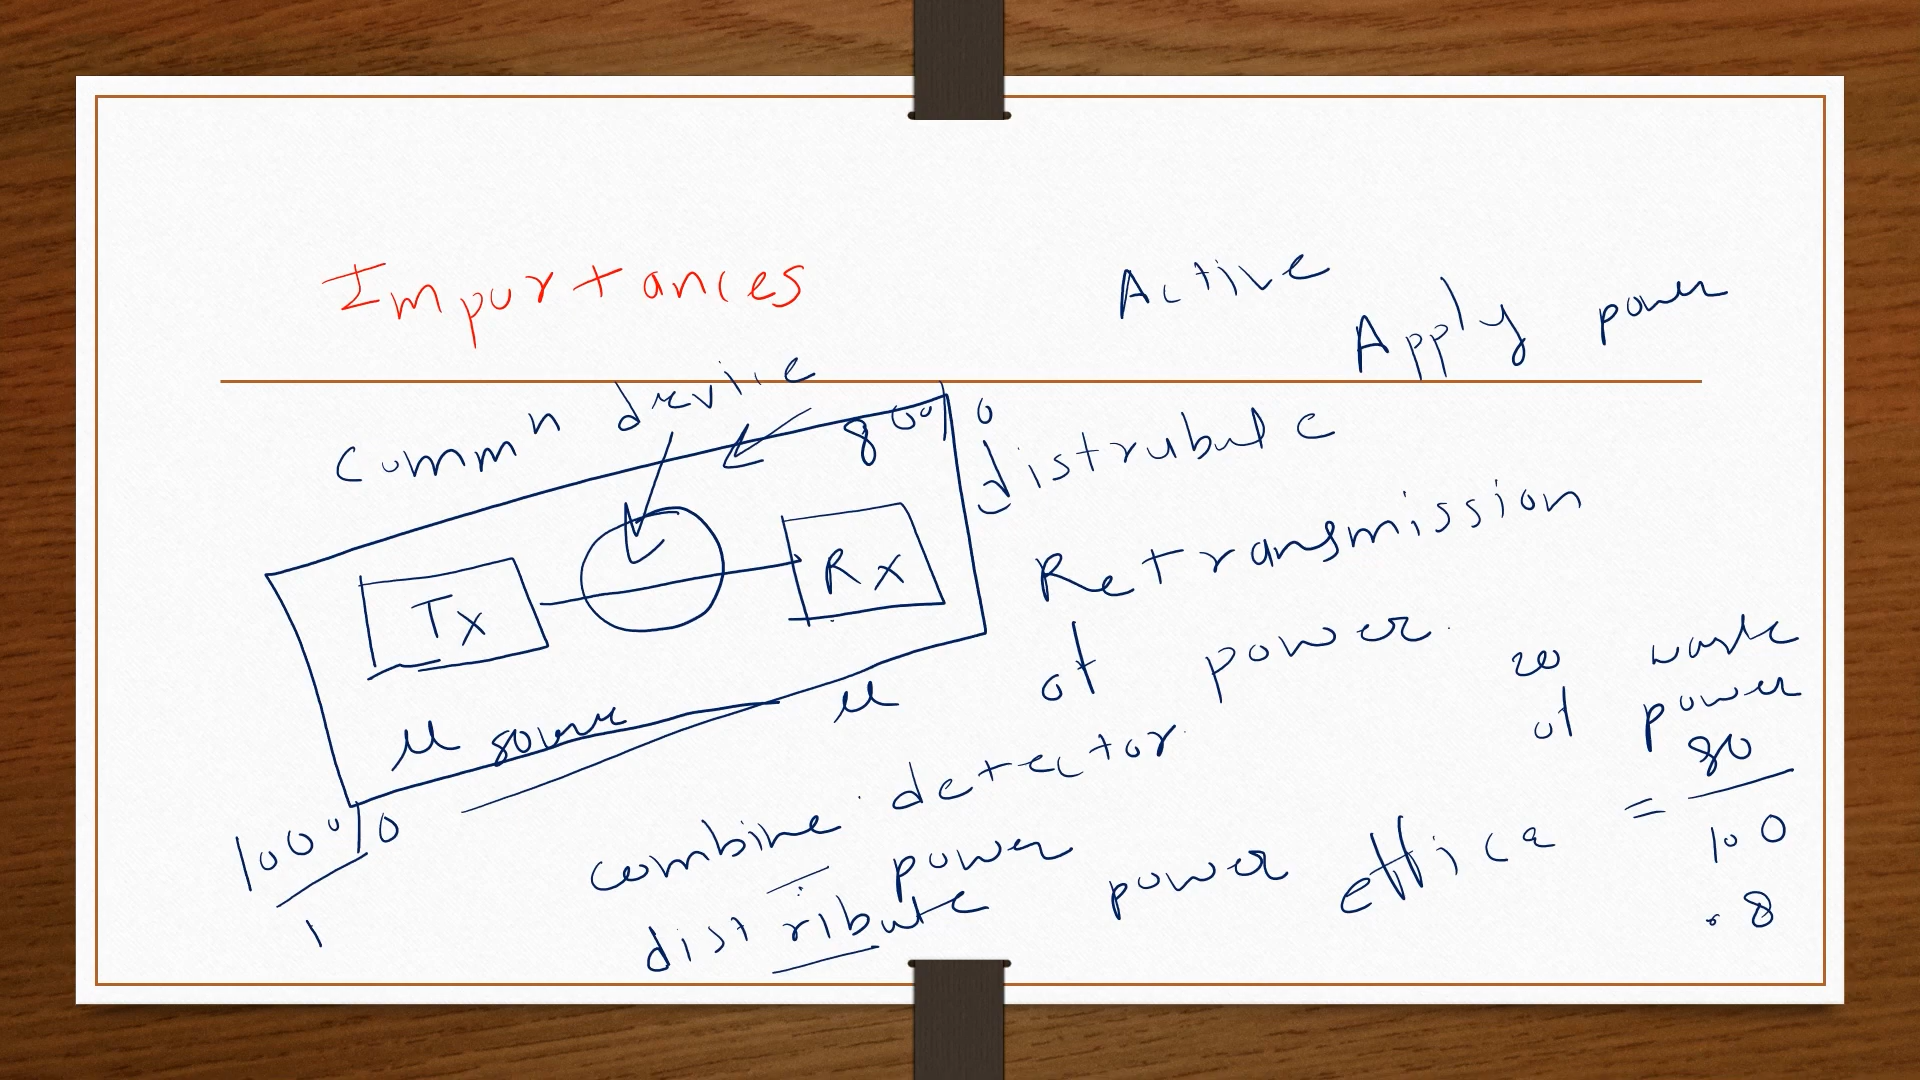 Importances
Active
Apply power
Commn device
80%
distrubute
Tx
Rx
Retransmission
of power
μ source
μ
20 waste
of power
100%
1
combine detector
power
distribute
power effica = 80
100
.8